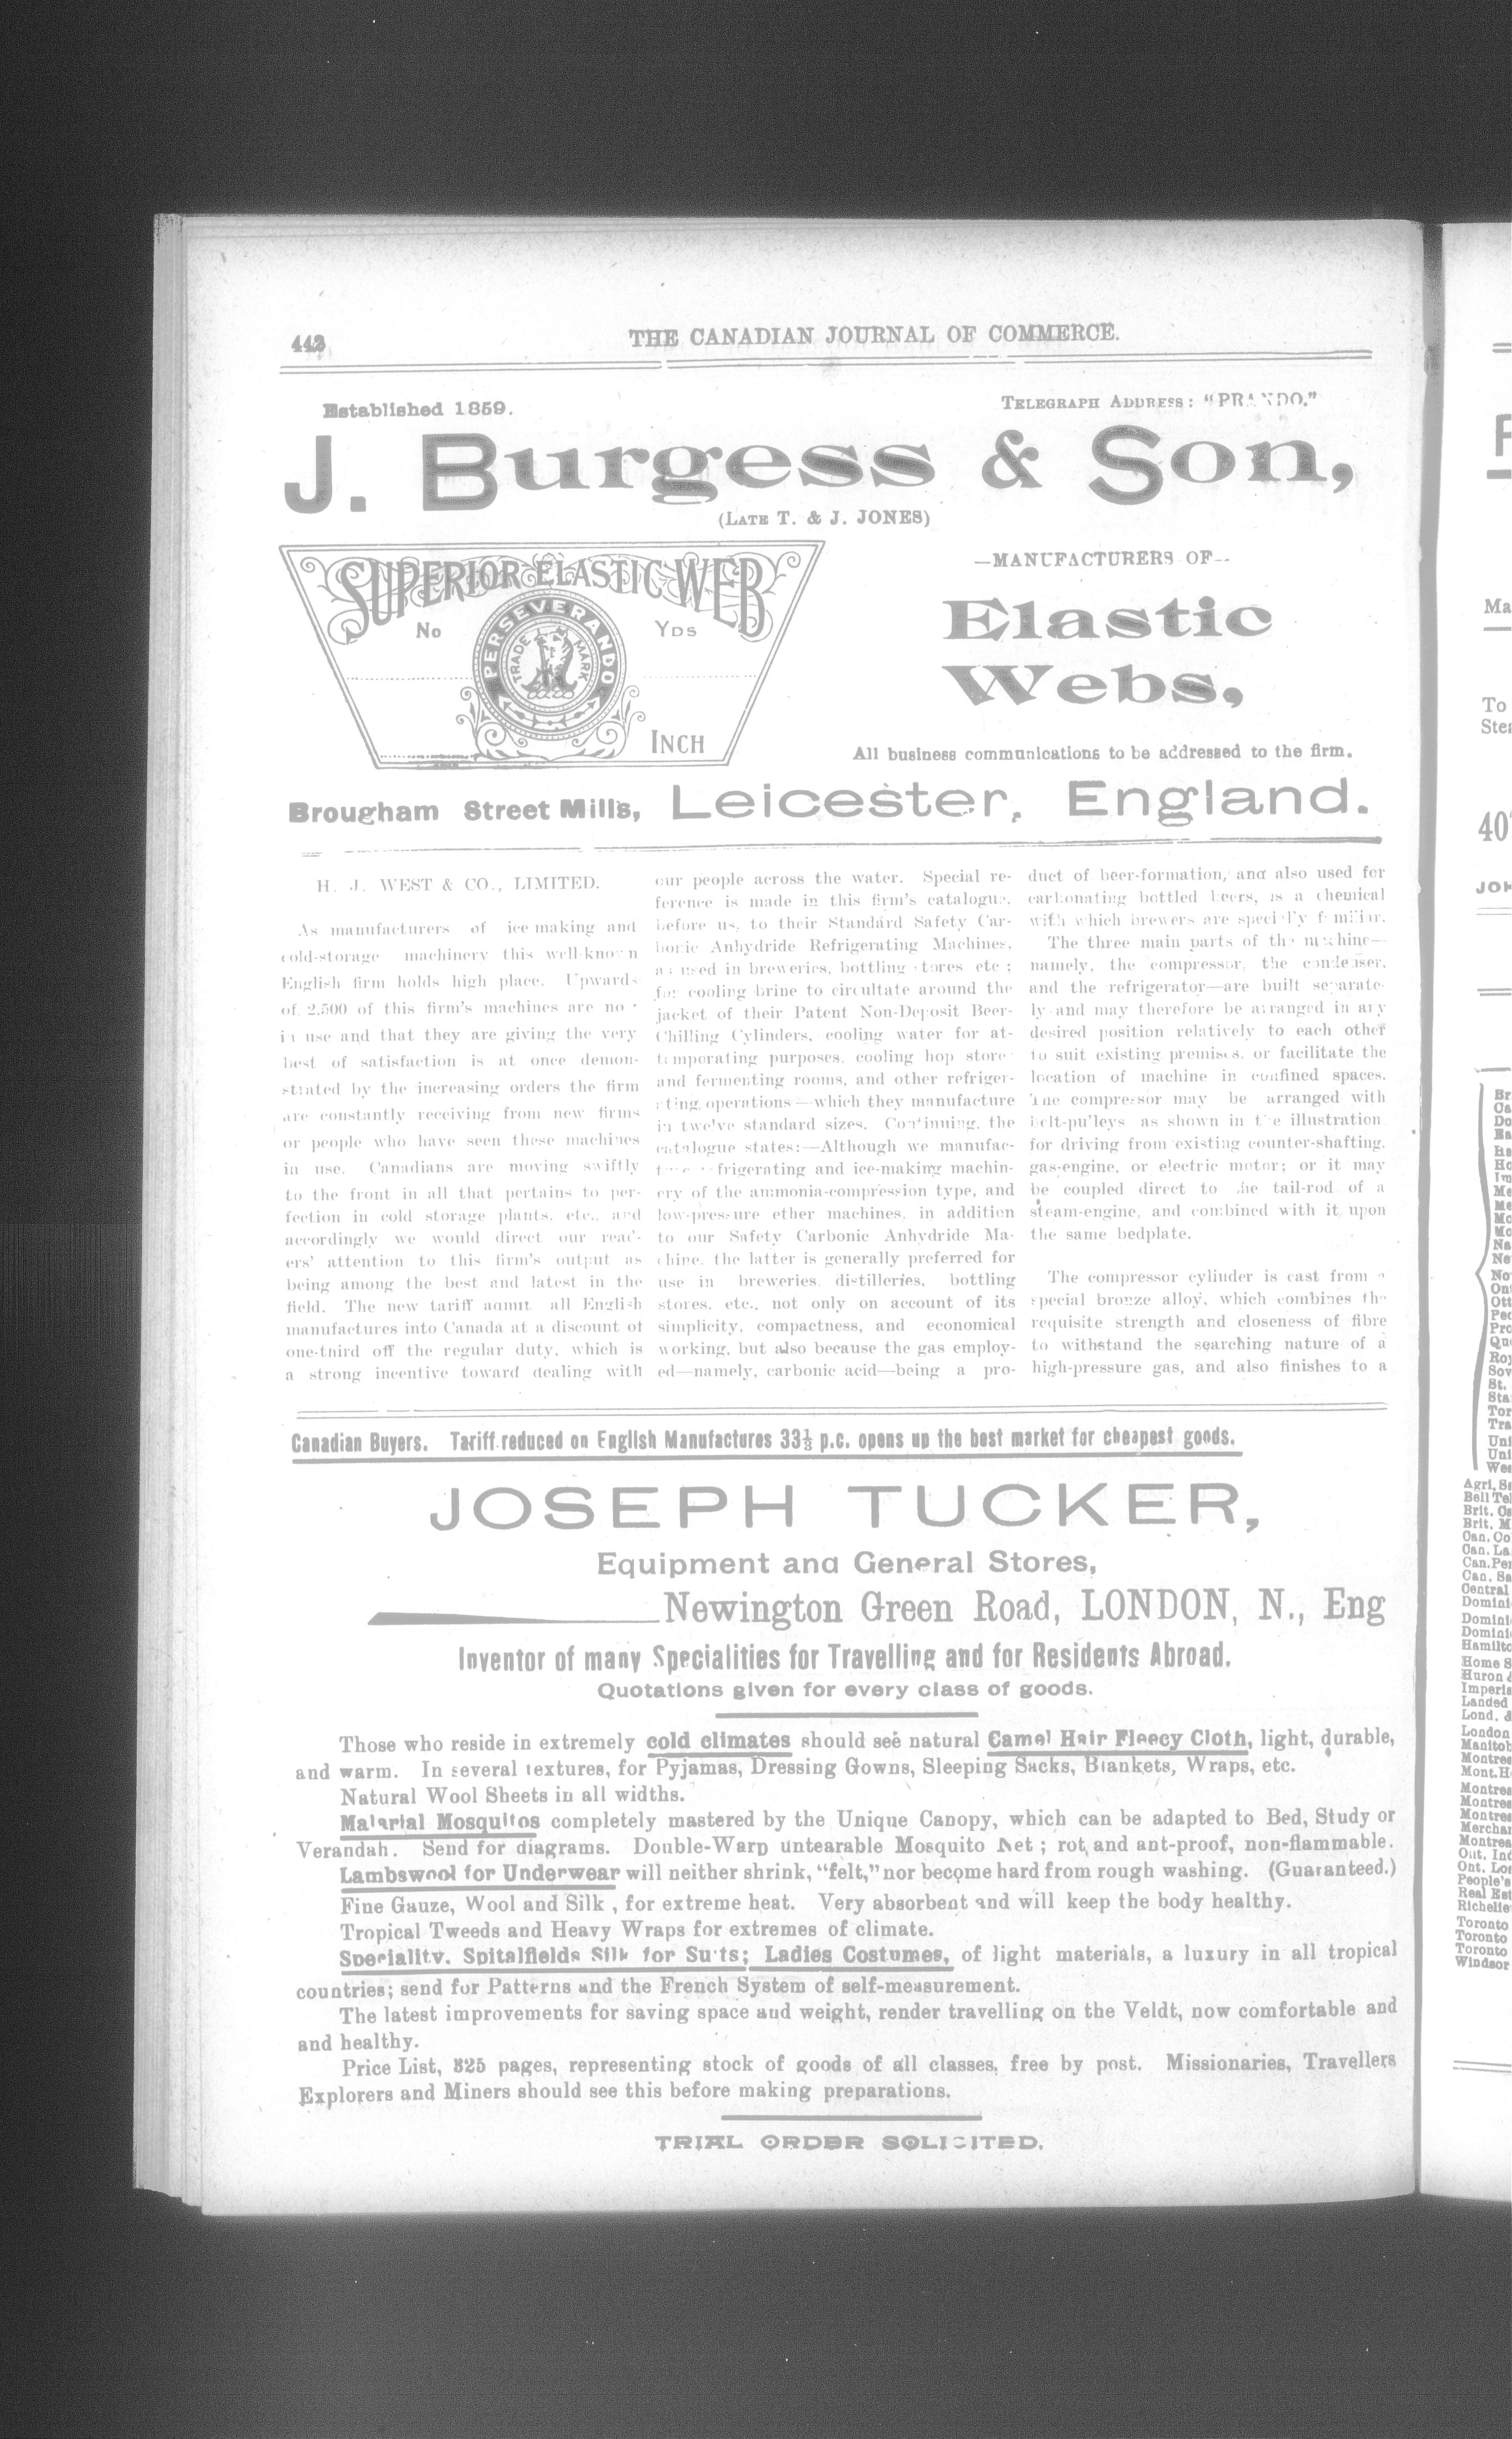 442
THE CANADIAN JOURNAL OF COMMERCE.
Established 1859.
TELEGRAPH ADDRESS: "PRANDO."
J. Burgess & Son,
(LATE T. & J. JONES)
SUPERIOR ELASTIC WEB
No
YDS
PERSEVERANDO
TRADE MARK
INCH
—MANUFACTURERS OF—
Elastic
Webs,
All business communications to be addressed to the firm.
Brougham Street Mills, Leicester, England.
H. J. WEST & CO., LIMITED.
As manufacturers of ice making and
cold-storage machinery this well-known
English firm holds high place. Upwards
of 2,500 of this firm's machines are now
in use and that they are giving the very
best of satisfaction is at once demon-
strated by the increasing orders the firm
are constantly receiving from new firms
or people who have seen these machines
in use. Canadians are moving swiftly
to the front in all that pertains to per-
fection in cold storage plants, etc., and
accordingly we would direct our read-
ers' attention to this firm's output as
being among the best and latest in the
field. The new tariff admit all English
manufactures into Canada at a discount of
one-third off the regular duty, which is
a strong incentive toward dealing with
our people across the water. Special re-
ference is made in this firm's catalogue,
before us, to their Standard Safety Car-
bonic Anhydride Refrigerating Machines,
as used in breweries, bottling stores etc;
for cooling brine to circultate around the
jacket of their Patent Non-Deposit Beer-
Chilling Cylinders, cooling water for at-
temporating purposes, cooling hop store
and fermenting rooms, and other refriger-
ating operations—which they manufacture
in twelve standard sizes. Continuing, the
catalogue states:—Although we manufac-
ture refrigerating and ice-making machin-
ery of the ammonia-compression type, and
low-pressure ether machines, in addition
to our Safety Carbonic Anhydride Ma-
chine, the latter is generally preferred for
use in breweries, distilleries, bottling
stores, etc., not only on account of its
simplicity, compactness, and economical
working, but also because the gas employ-
ed—namely, carbonic acid—being a pro-
duct of beer-formation, and also used for
carbonating bottled beers, is a chemical
with which brewers are specially familiar.
The three main parts of the machine—
namely, the compressor, the condenser,
and the refrigerator—are built separate-
ly and may therefore be arranged in any
desired position relatively to each other
to suit existing premises, or facilitate the
location of machine in confined spaces.
The compressor may be arranged with
belt-pulleys as shown in the illustration
for driving from existing counter-shafting,
gas-engine, or electric motor; or it may
be coupled direct to the tail-rod of a
steam-engine, and combined with it upon
the same bedplate.
The compressor cylinder is cast from a
special bronze alloy, which combines the
requisite strength and closeness of fibre
to withstand the searching nature of a
high-pressure gas, and also finishes to a
Canadian Buyers. Tariff reduced on English Manufactures 33⅓ p.c. opens up the best market for cheapest goods.
JOSEPH TUCKER,
Equipment and General Stores,
Newington Green Road, LONDON, N., Eng
Inventor of many Specialities for Travelling and for Residents Abroad.
Quotations given for every class of goods.
Those who reside in extremely cold climates should see natural Camel Hair Fleecy Cloth, light, durable,
and warm. In several textures, for Pyjamas, Dressing Gowns, Sleeping Sacks, Blankets, Wraps, etc.
Natural Wool Sheets in all widths.
Malarial Mosquitos completely mastered by the Unique Canopy, which can be adapted to Bed, Study or
Verandah. Send for diagrams. Double-Warp untearable Mosquito Net; rot, and ant-proof, non-flammable.
Lambswool for Underwear will neither shrink, "felt," nor become hard from rough washing. (Guaranteed.)
Fine Gauze, Wool and Silk, for extreme heat. Very absorbent and will keep the body healthy.
Tropical Tweeds and Heavy Wraps for extremes of climate.
Speciality. Spitalfields Silk for Suits; Ladies Costumes, of light materials, a luxury in all tropical
countries; send for Patterns and the French System of self-measurement.
The latest improvements for saving space and weight, render travelling on the Veldt, now comfortable and
and healthy.
Price List, 325 pages, representing stock of goods of all classes, free by post. Missionaries, Travellers
Explorers and Miners should see this before making preparations.
TRIAL ORDER SOLICITED.